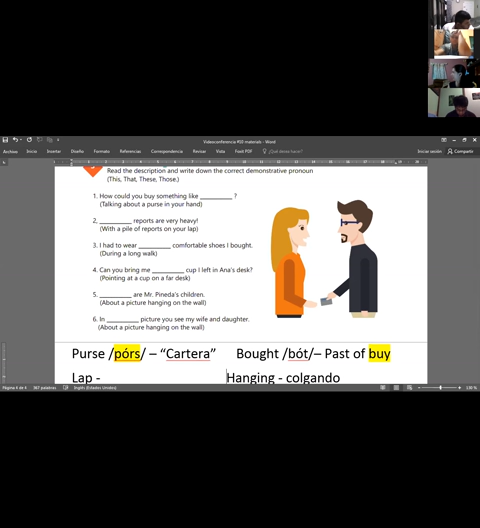 Videoconferencia #10 materials - Word
Archivo Inicio Insertar Diseño Formato Referencias Correspondencia Revisar Vista Foxit PDF ¿Qué desea hacer? Iniciar sesión Compartir
Read the description and write down the correct demonstrative pronoun
(This, That, These, Those.)
1. How could you buy something like __________ ?
(Talking about a purse in your hand)
2, __________ reports are very heavy!
(With a pile of reports on your lap)
3. I had to wear __________ comfortable shoes I bought.
(During a long walk)
4. Can you bring me __________ cup I left in Ana's desk?
(Pointing at a cup on a far desk)
5. __________ are Mr. Pineda's children.
(About a picture hanging on the wall)
6. In __________ picture you see my wife and daughter.
(About a picture hanging on the wall)
Purse /pórs/ – “Cartera” Bought /bót/– Past of buy
Lap - Hanging - colgando
Página 4 de 4 367 palabras Inglés (Estados Unidos) 130 %